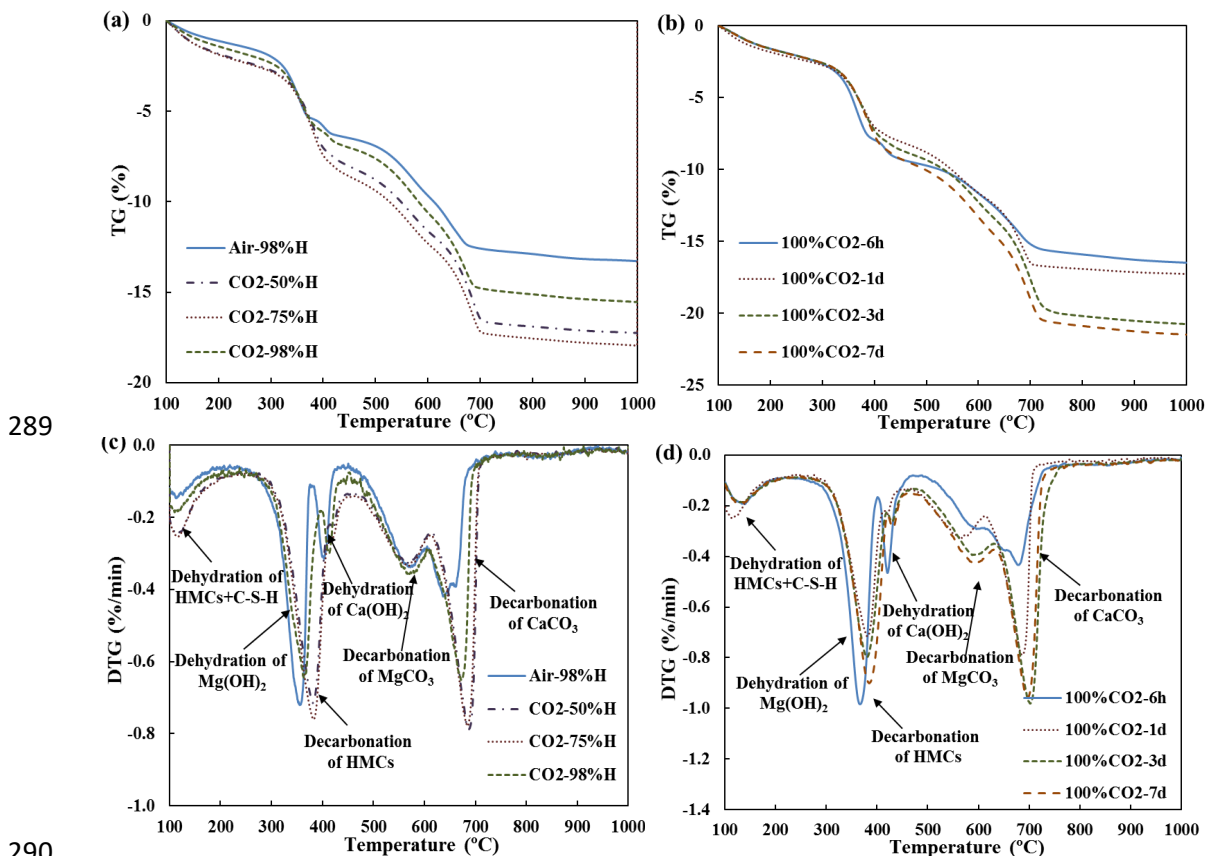 (a)
0
-5
-10
-15
-20
TG (%)
Air-98%H
CO2-50%H
CO2-75%H
CO2-98%H
100 200 300 400 500 600 700 800 900 1000
Temperature (ºC)
(b)
0
-5
-10
-15
-20
-25
TG (%)
100%CO2-6h
100%CO2-1d
100%CO2-3d
100%CO2-7d
100 200 300 400 500 600 700 800 900 1000
Temperature (ºC)
289
(c)
0.0
-0.2
-0.4
-0.6
-0.8
-1.0
DTG (%/min)
Dehydration of
HMCs+C-S-H
Dehydration of
Mg(OH)2
Dehydration
of Ca(OH)2
Decarbonation
of MgCO3
Decarbonation
of CaCO3
Decarbonation
of HMCs
Air-98%H
CO2-50%H
CO2-75%H
CO2-98%H
100 200 300 400 500 600 700 800 900 1000
Temperature (ºC)
(d)
0.0
-0.2
-0.4
-0.6
-0.8
-1.0
-1.2
-1.4
DTG (%/min)
Dehydration of
HMCs+C-S-H
Dehydration of
Mg(OH)2
Dehydration
of Ca(OH)2
Decarbonation
of MgCO3
Decarbonation
of CaCO3
Decarbonation
of HMCs
100%CO2-6h
100%CO2-1d
100%CO2-3d
100%CO2-7d
100 200 300 400 500 600 700 800 900 1000
Temperature (ºC)
290